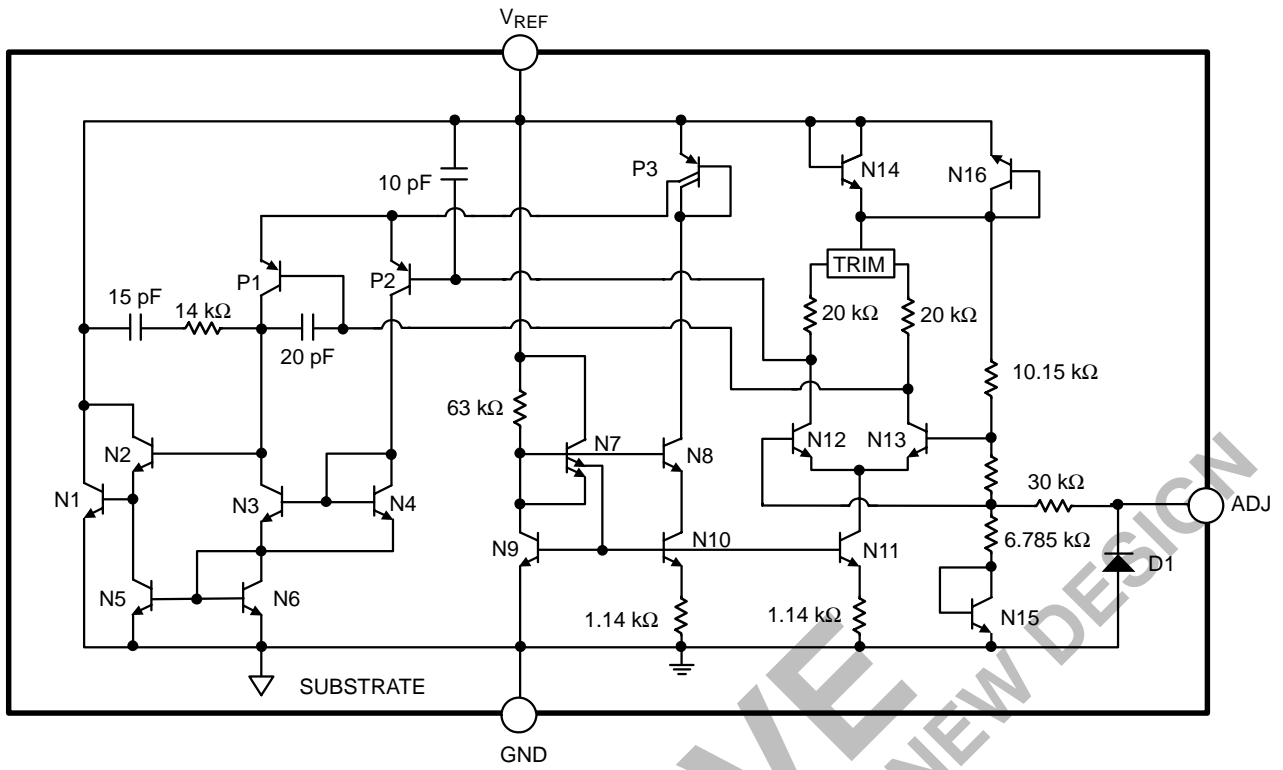 VREF
P3
N14
N16
10 pF
P1
P2
TRIM
15 pF
14 kΩ
20 kΩ
20 kΩ
20 pF
10.15 kΩ
63 kΩ
N7
N2
N8
N12
N13
N1
N3
N4
30 kΩ
ADJ
N9
N10
N11
6.785 kΩ
D1
N5
N6
N15
1.14 kΩ
1.14 kΩ
SUBSTRATE
GND
NEW DESIGN